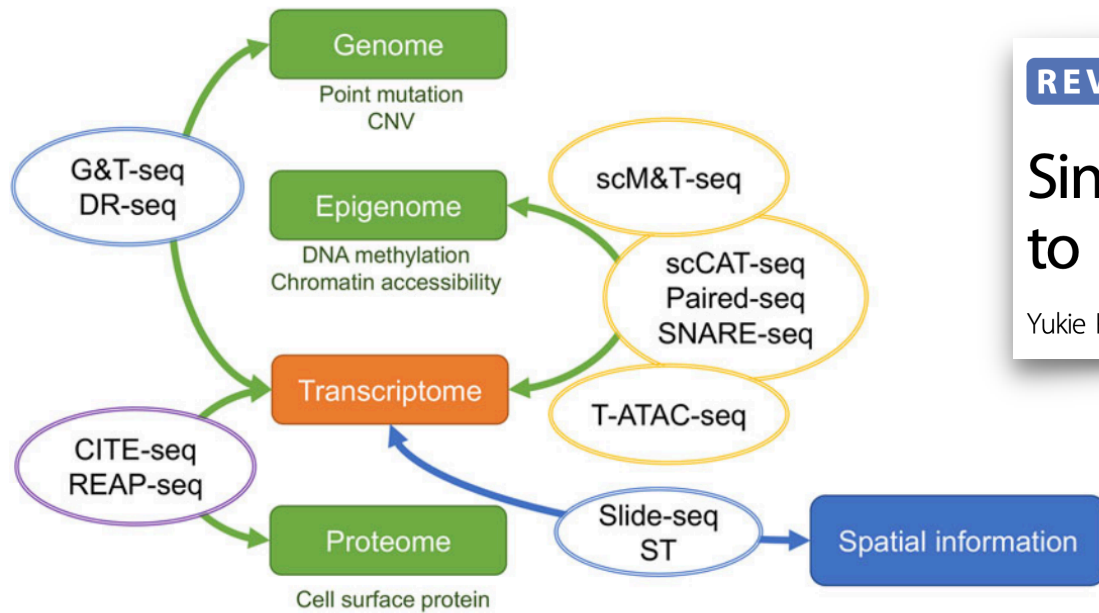 Genome
Point mutation
CNV
G&T-seq
DR-seq
Epigenome
DNA methylation
Chromatin accessibility
scM&T-seq
scCAT-seq
Paired-seq
SNARE-seq
Transcriptome
T-ATAC-seq
CITE-seq
REAP-seq
Slide-seq
ST
Spatial information
Proteome
Cell surface protein
to
Yukie